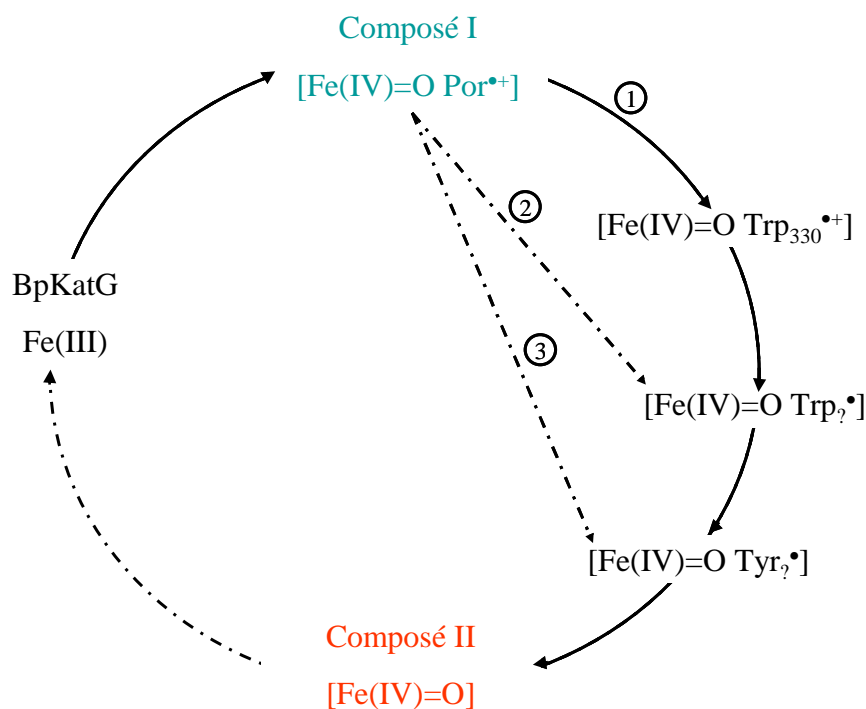 Composé I
[Fe(IV)=O Por•+]
1
[Fe(IV)=O Trp330•+]
2
BpKatG
Fe(III)
3
[Fe(IV)=O Trp?•]
[Fe(IV)=O Tyr?•]
Composé II
[Fe(IV)=O]